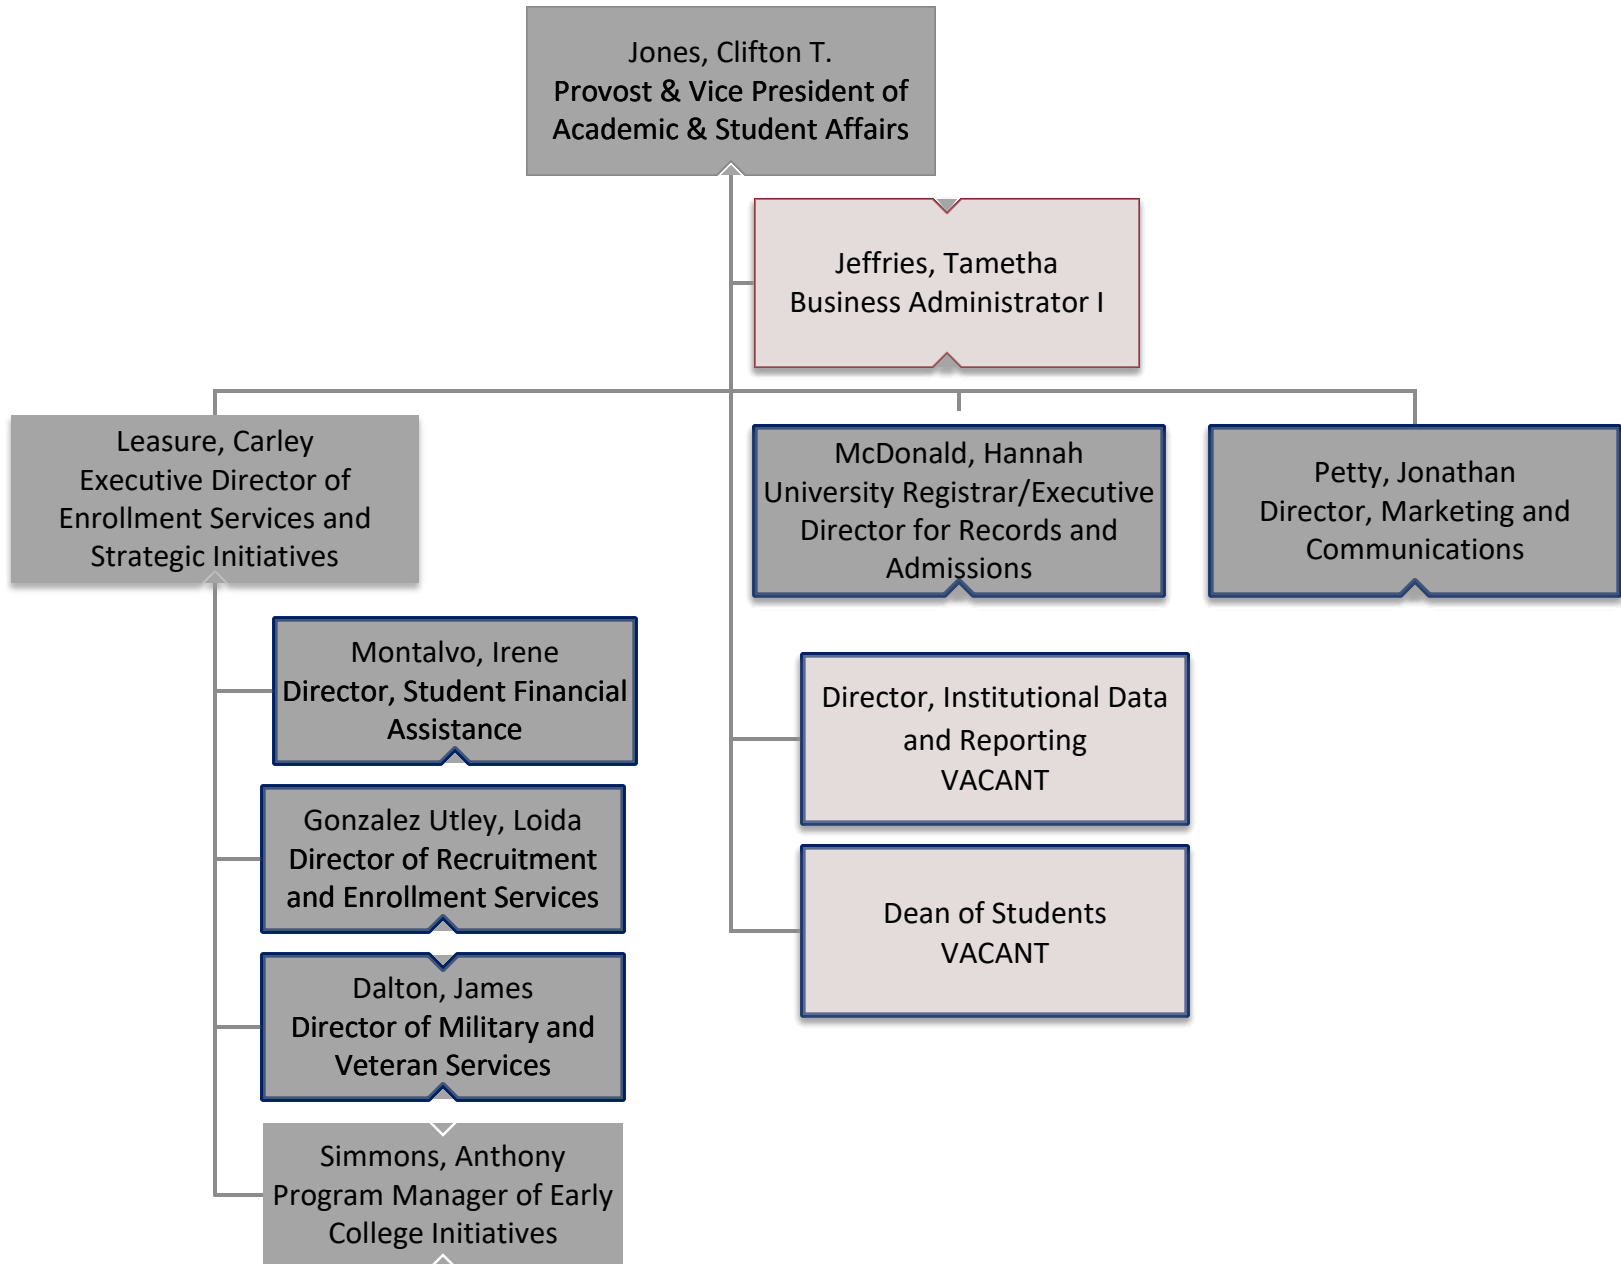 Jones, Clifton T.
Provost & Vice President of
Academic & Student Affairs
Jeffries, Tametha
Business Administrator I
Leasure, Carley
Executive Director of
Enrollment Services and
Strategic Initiatives
McDonald, Hannah
University Registrar/Executive
Director for Records and
Admissions
Petty, Jonathan
Director, Marketing and
Communications
Montalvo, Irene
Director, Student Financial
Assistance
Gonzalez Utley, Loida
Director of Recruitment
and Enrollment Services
Dalton, James
Director of Military and
Veteran Services
Simmons, Anthony
Program Manager of Early
College Initiatives
Director, Institutional Data
and Reporting
VACANT
Dean of Students
VACANT